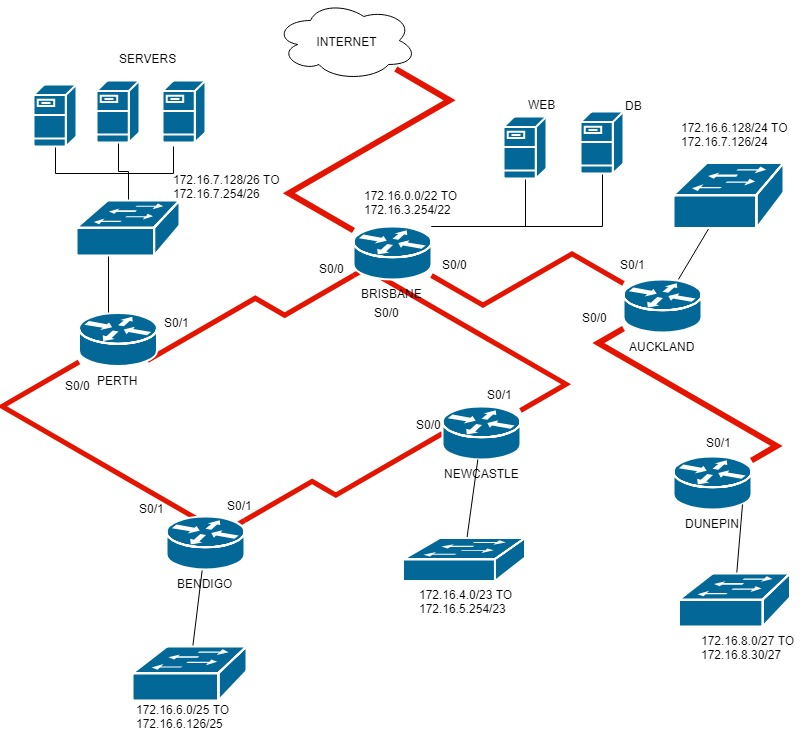 INTERNET
SERVERS
WEB
DB
172.16.6.128/24 TO
172.16.7.126/24
172.16.7.128/26 TO
172.16.7.254/26
172.16.0.0/22 TO
172.16.3.254/22
S0/0
S0/0
S0/1
BRISBANE
S0/0
S0/1
S0/0
AUCKLAND
PERTH
S0/0
S0/1
S0/0
S0/1
NEWCASTLE
DUNEPIN
S0/1
S0/1
BENDIGO
172.16.4.0/23 TO
172.16.5.254/23
172.16.8.0/27 TO
172.16.8.30/27
172.16.6.0/25 TO
172.16.6.126/25